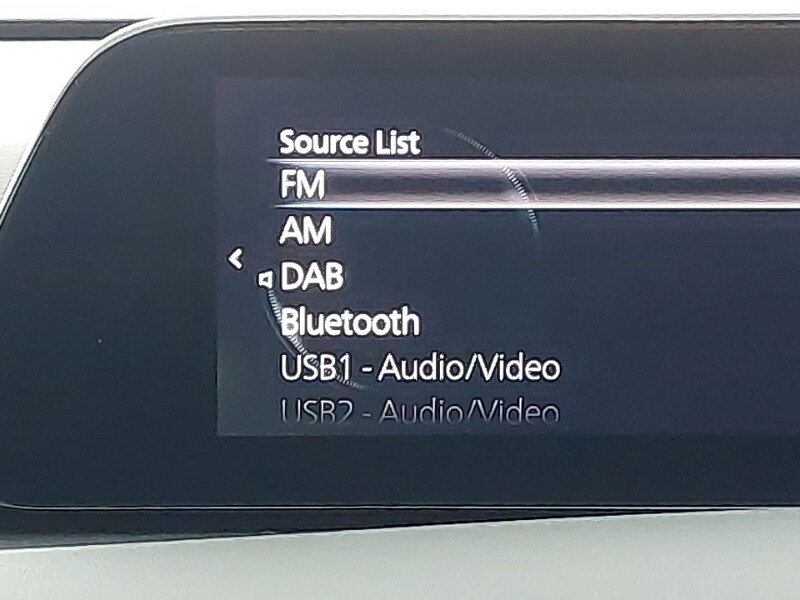 Source List
FM
AM
DAB
Bluetooth
USB1 - Audio/Video
USB2 - Audio/Video